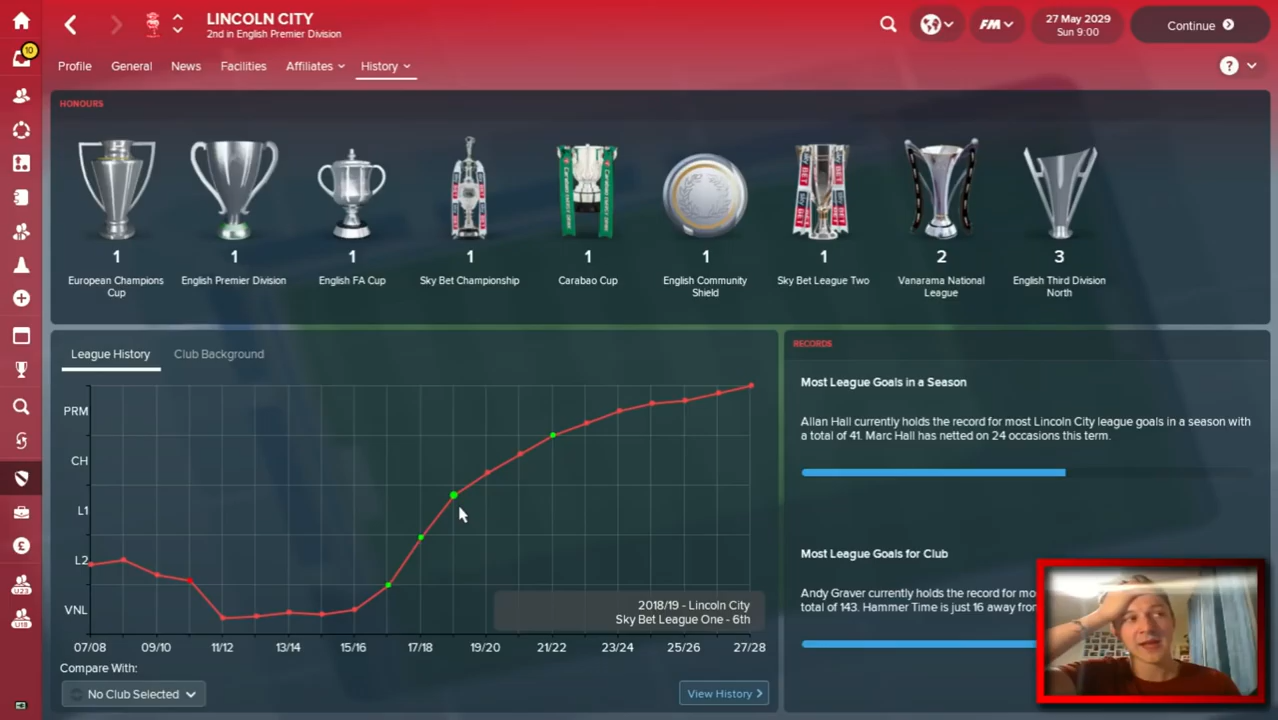 LINCOLN CITY
2nd in English Premier Division
FM
27 May 2029
Sun 9:00
Continue
10
Profile
General
News
Facilities
Affiliates
History
?
HONOURS
1
European Champions
Cup
1
English Premier Division
1
English FA Cup
1
Sky Bet Championship
1
Carabao Cup
1
English Community
Shield
1
Sky Bet League Two
2
Vanarama National
League
3
English Third Division
North
League History
Club Background
PRM
CH
L1
L2
VNL
07/08
09/10
11/12
13/14
15/16
17/18
19/20
21/22
23/24
25/26
27/28
2018/19 - Lincoln City
Sky Bet League One - 6th
Compare With:
No Club Selected
View History
RECORDS
Most League Goals in a Season
Allan Hall currently holds the record for most Lincoln City league goals in a season with
a total of 41. Marc Hall has netted on 24 occasions this term.
Most League Goals for Club
Andy Graver currently holds the record for mo
total of 143. Hammer Time is just 16 away from
£
U23
U18